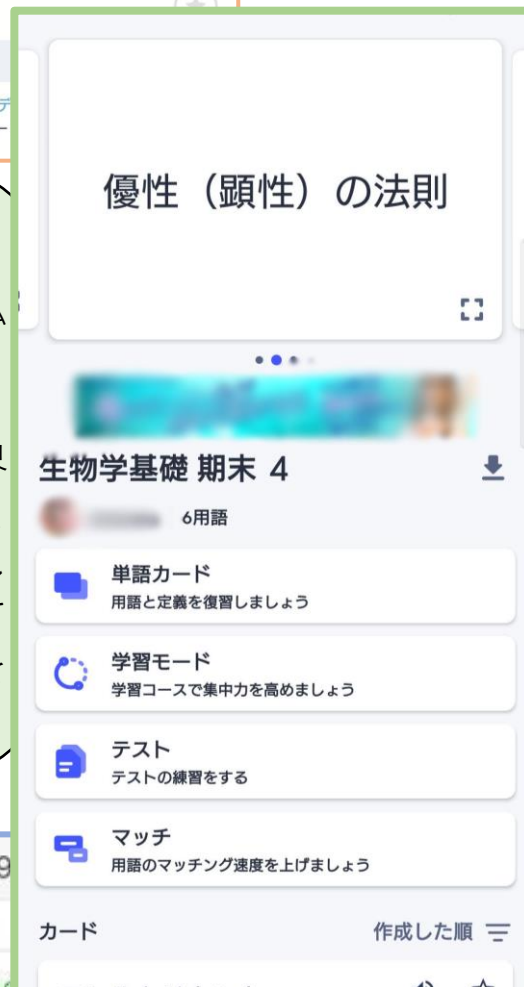 優性（顕性）の法則
生物学基礎 期末 4
6用語
単語カード
用語と定義を復習しましょう
学習モード
学習コースで集中力を高めましょう
テスト
テストの練習をする
マッチ
用語のマッチング速度を上げましょう
カード
作成した順